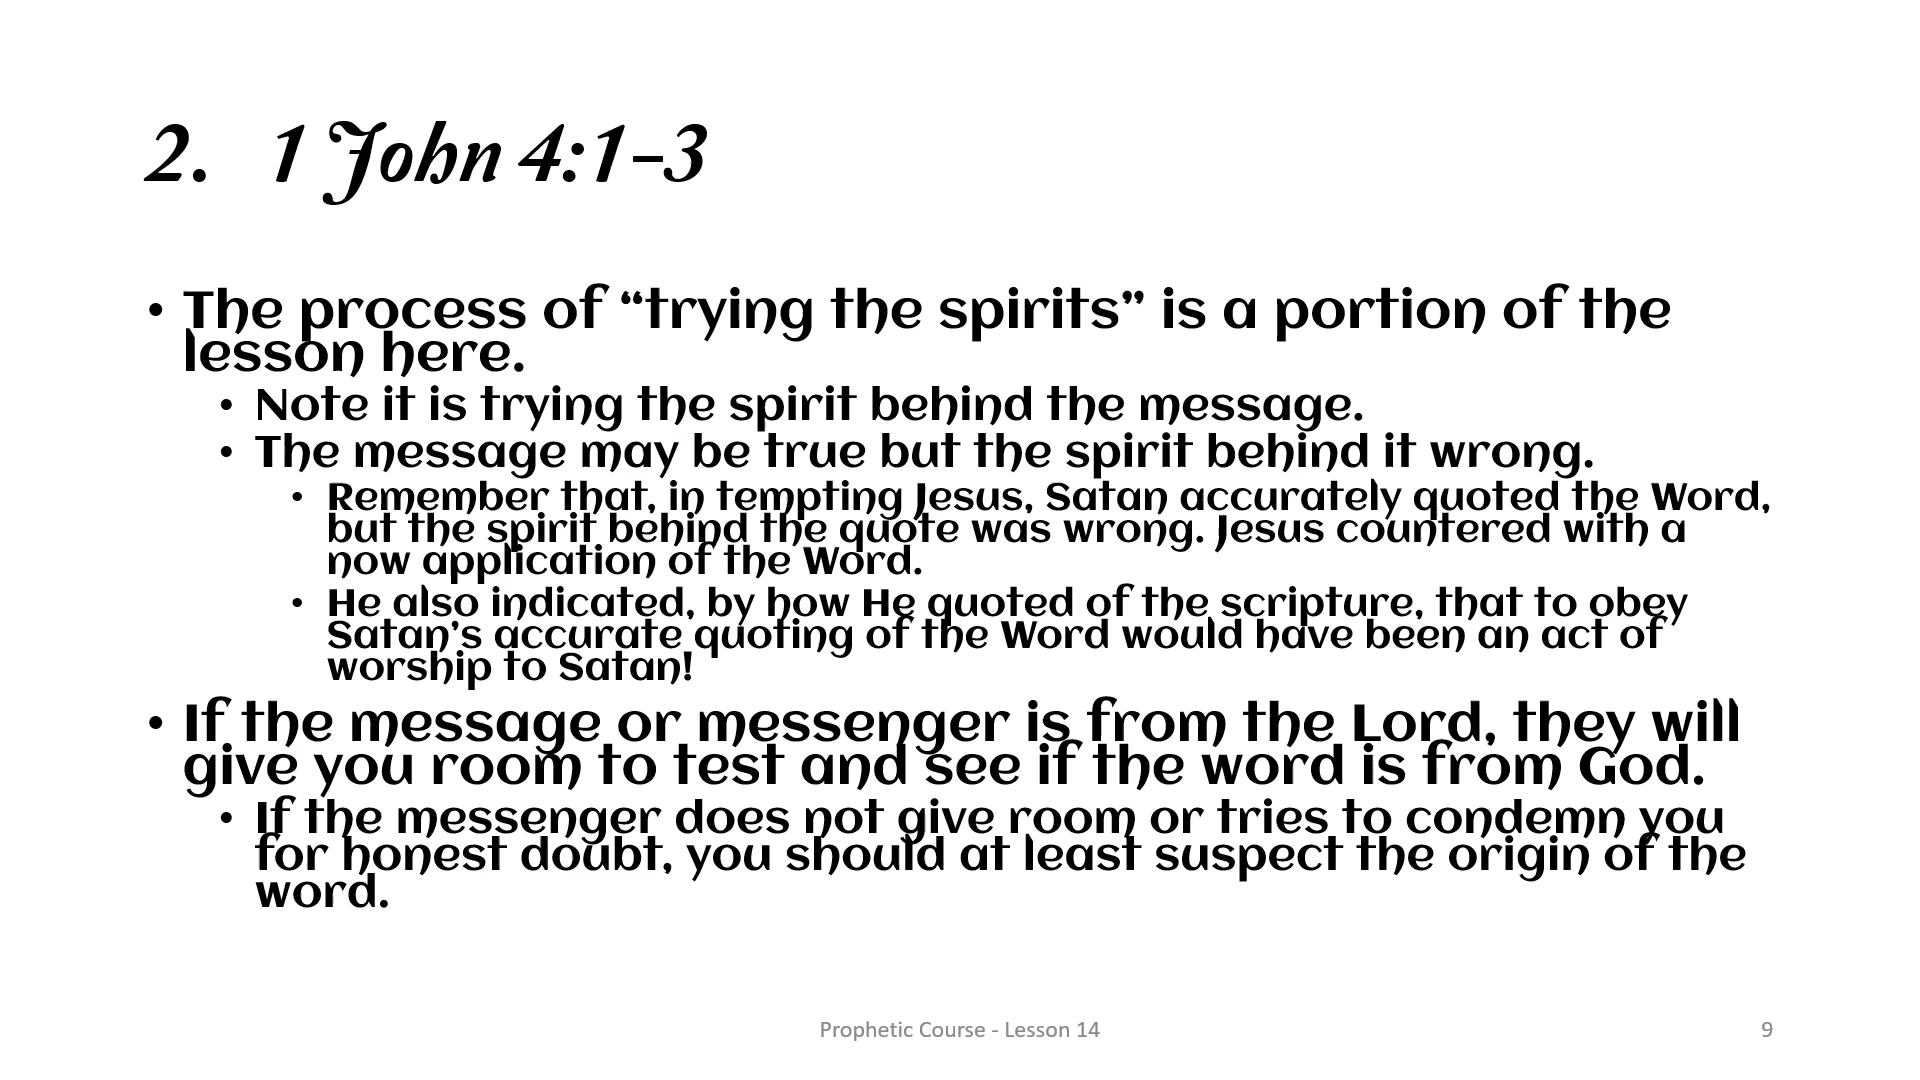 2. 1 John 4:1-3
• The process of “trying the spirits” is a portion of the
lesson here.
• Note it is trying the spirit behind the message.
• The message may be true but the spirit behind it wrong.
• Remember that, in tempting Jesus, Satan accurately quoted the Word,
but the spirit behind the quote was wrong. Jesus countered with a
now application of the Word.
• He also indicated, by how He quoted of the scripture, that to obey
Satan’s accurate quoting of the Word would have been an act of
worship to Satan!
• If the message or messenger is from the Lord, they will
give you room to test and see if the word is from God.
• If the messenger does not give room or tries to condemn you
for honest doubt, you should at least suspect the origin of the
word.
Prophetic Course - Lesson 14
9